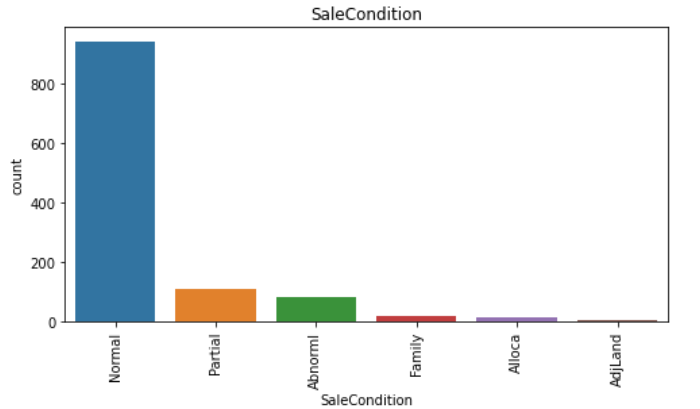 SaleCondition
count
800
600
400
200
0
Normal
Partial
Abnorml
Family
Alloca
AdjLand
SaleCondition